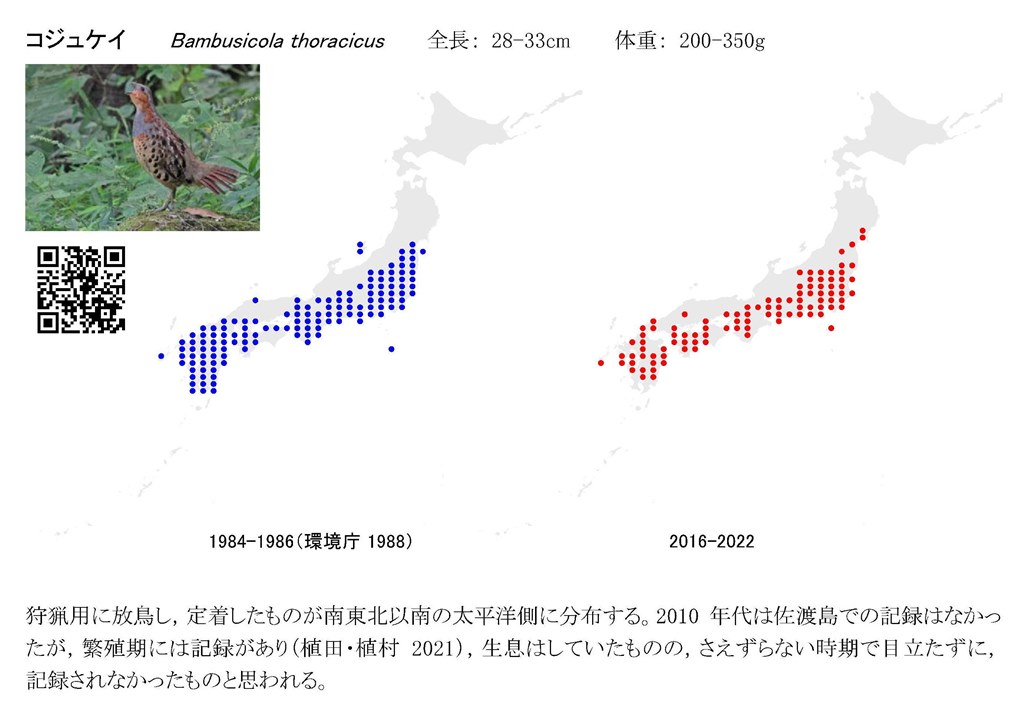 コジュケイ Bambusicola thoracicus 全長： 28-33cm 体重： 200-350g
1984-1986（環境庁 1988） 2016-2022
狩猟用に放鳥し，定着したものが南東北以南の太平洋側に分布する。2010 年代は佐渡島での記録はなかっ
たが，繁殖期には記録があり（植田・植村 2021），生息はしていたものの，さえずらない時期で目立たずに，
記録されなかったものと思われる。